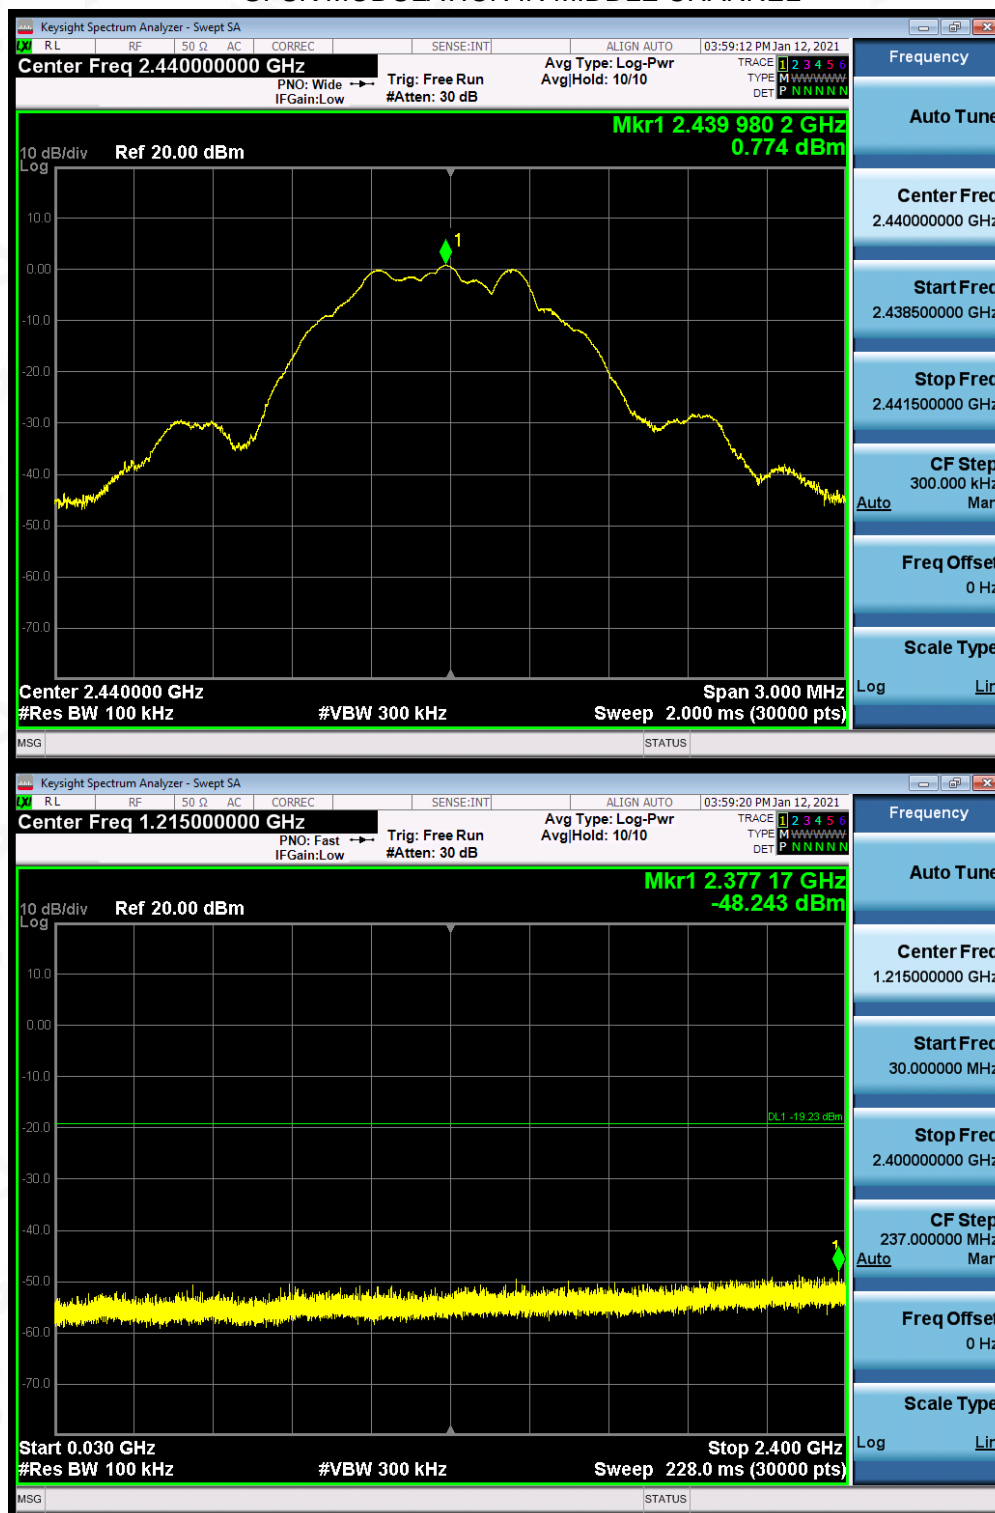 Keysight Spectrum Analyzer - Swept SA
LXI RL RF 50 Ω AC CORREC SENSE:INT ALIGN AUTO 03:59:12 PM Jan 12, 2021
Center Freq 2.440000000 GHz
PNO: Wide
IFGain:Low
Trig: Free Run
#Atten: 30 dB
Avg Type: Log-Pwr
Avg|Hold: 10/10
TRACE 1 2 3 4 5 6
TYPE M WWWWW
DET P N N N N N
Mkr1 2.439 980 2 GHz
0.774 dBm
10 dB/div Ref 20.00 dBm
Log
10.0
1
0.00
-10.0
-20.0
-30.0
-40.0
-50.0
-60.0
-70.0
Center 2.440000 GHz Span 3.000 MHz
#Res BW 100 kHz #VBW 300 kHz Sweep 2.000 ms (30000 pts)
MSG STATUS
Frequency
Auto Tune
Center Freq
2.440000000 GHz
Start Freq
2.438500000 GHz
Stop Freq
2.441500000 GHz
CF Step
300.000 kHz
Auto Man
Freq Offset
0 Hz
Scale Type
Log Lin
Keysight Spectrum Analyzer - Swept SA
LXI RL RF 50 Ω AC CORREC SENSE:INT ALIGN AUTO 03:59:20 PM Jan 12, 2021
Center Freq 1.215000000 GHz
PNO: Fast
IFGain:Low
Trig: Free Run
#Atten: 30 dB
Avg Type: Log-Pwr
Avg|Hold: 10/10
TRACE 1 2 3 4 5 6
TYPE M WWWWW
DET P N N N N N
Mkr1 2.377 17 GHz
-48.243 dBm
10 dB/div Ref 20.00 dBm
Log
10.0
0.00
-10.0
DL1 -19.23 dBm
-20.0
-30.0
-40.0
1
-50.0
-60.0
-70.0
Start 0.030 GHz Stop 2.400 GHz
#Res BW 100 kHz #VBW 300 kHz Sweep 228.0 ms (30000 pts)
MSG STATUS
Frequency
Auto Tune
Center Freq
1.215000000 GHz
Start Freq
30.000000 MHz
Stop Freq
2.400000000 GHz
CF Step
237.000000 MHz
Auto Man
Freq Offset
0 Hz
Scale Type
Log Lin